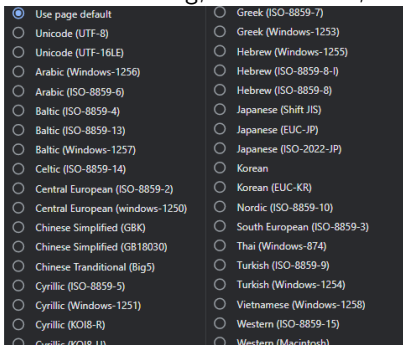 Use page default
Unicode (UTF-8)
Unicode (UTF-16LE)
Arabic (Windows-1256)
Arabic (ISO-8859-6)
Baltic (ISO-8859-4)
Baltic (ISO-8859-13)
Baltic (Windows-1257)
Celtic (ISO-8859-14)
Central European (ISO-8859-2)
Central European (windows-1250)
Chinese Simplified (GBK)
Chinese Simplified (GB18030)
Chinese Tranditional (Big5)
Cyrillic (ISO-8859-5)
Cyrillic (Windows-1251)
Cyrillic (KOI8-R)
Cyrillic (KOI8-U)
Greek (ISO-8859-7)
Greek (Windows-1253)
Hebrew (Windows-1255)
Hebrew (ISO-8859-8-I)
Hebrew (ISO-8859-8)
Japanese (Shift JIS)
Japanese (EUC-JP)
Japanese (ISO-2022-JP)
Korean
Korean (EUC-KR)
Nordic (ISO-8859-10)
South European (ISO-8859-3)
Thai (Windows-874)
Turkish (ISO-8859-9)
Turkish (Windows-1254)
Vietnamese (Windows-1258)
Western (ISO-8859-15)
Western (Macintosh)